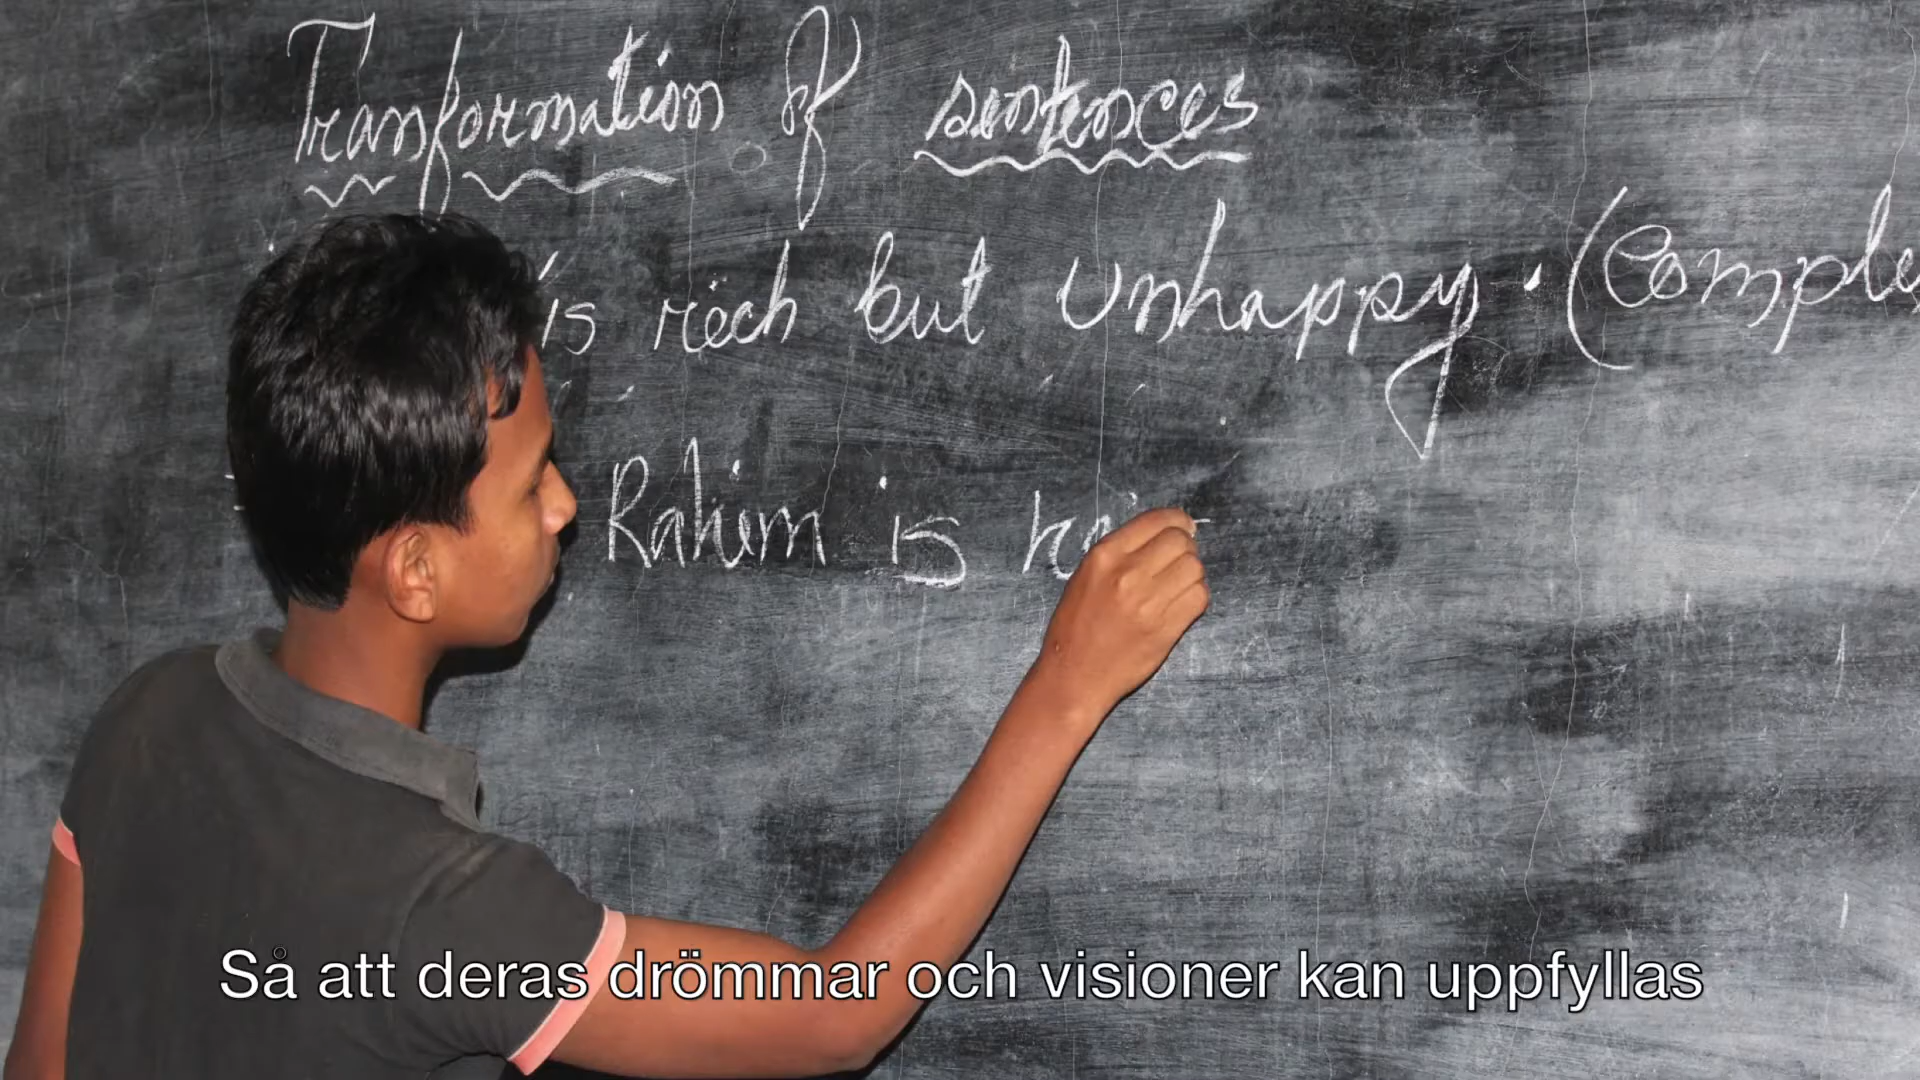 Transformation of sentences
is rich but unhappy. (Comple
Rahim is
Så att deras drömmar och visioner kan uppfyllas